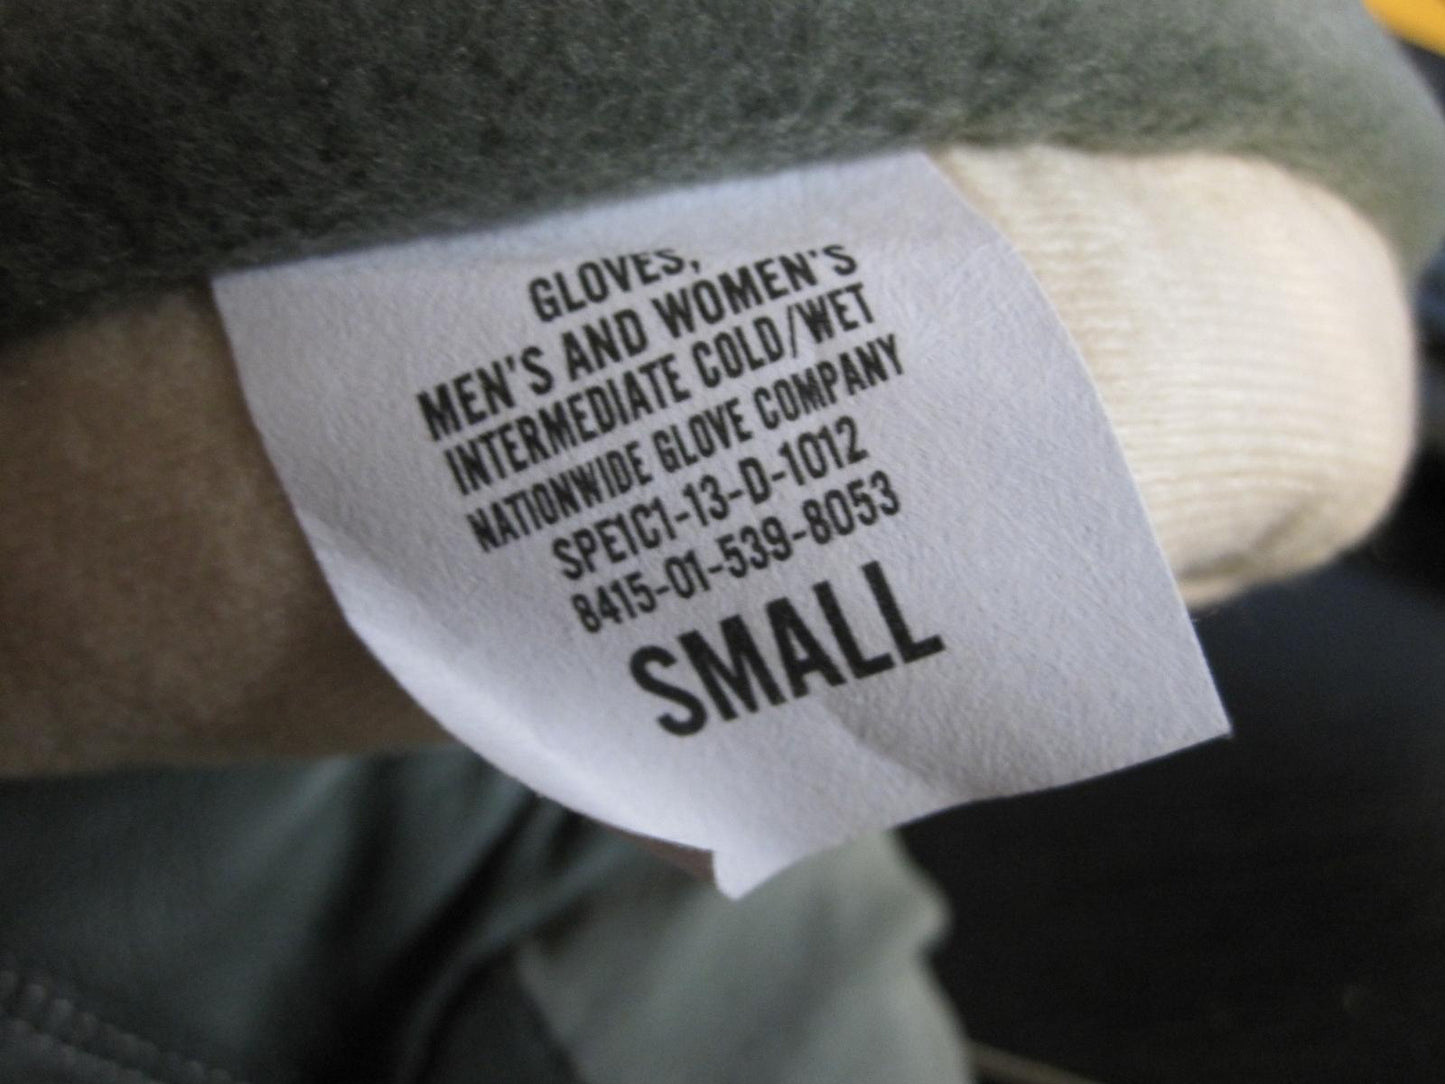 GLOVES,
MEN'S AND WOMEN'S
INTERMEDIATE COLD/WET
NATIONWIDE GLOVE COMPANY
SPE1C1-13-D-1012
8415-01-539-8053
SMALL